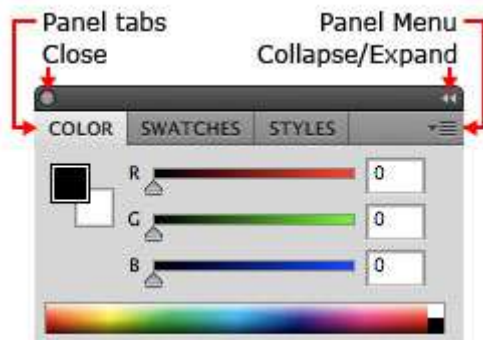 Panel tabs Panel Menu
Close Collapse/Expand
COLOR SWATCHES STYLES
R 0
G 0
B 0